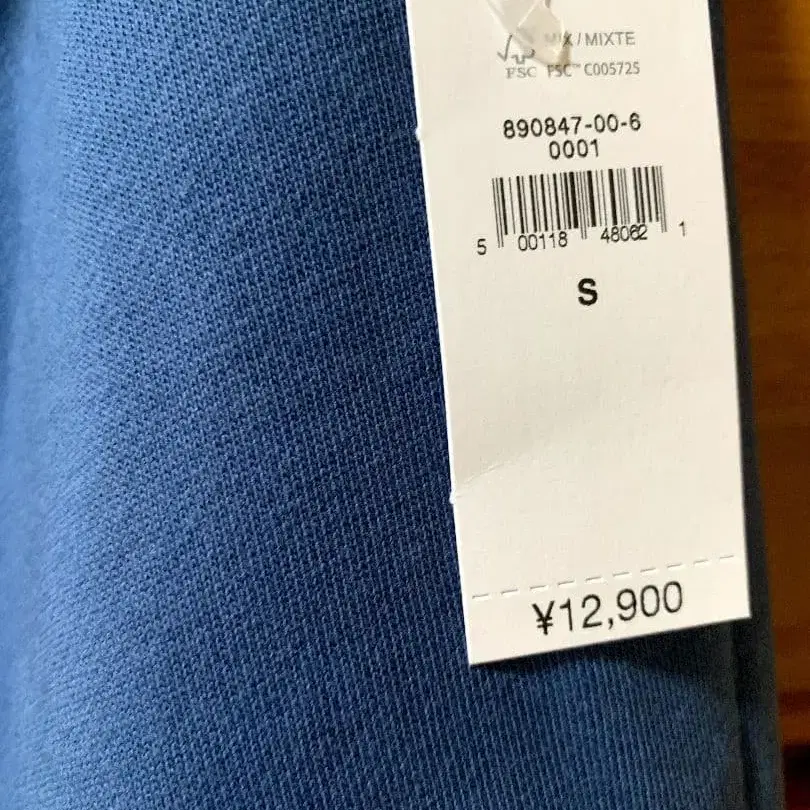 MIX / MIXTE
FSC FSC™ C005725
890847-00-6
0001
5 00118 48062 1
S
¥12,900